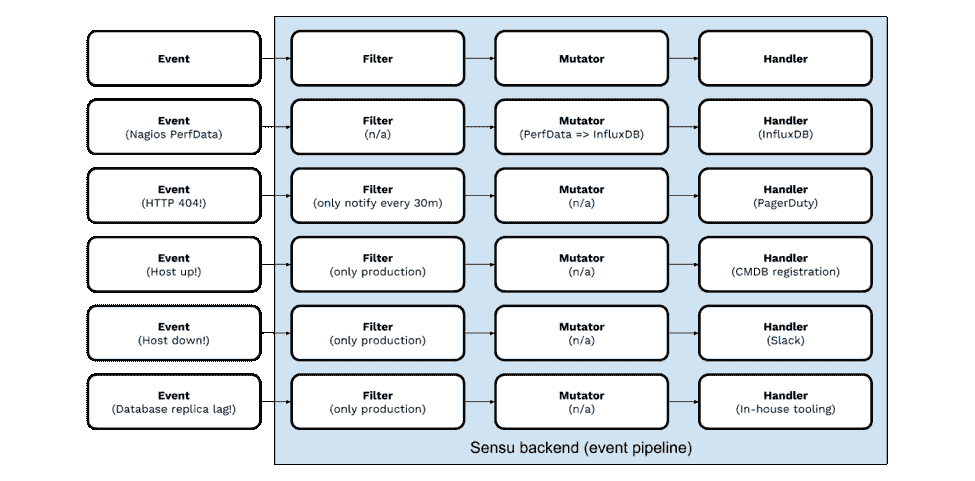 Event
Filter
Mutator
Handler
Event
(Nagios PerfData)
Filter
(n/a)
Mutator
(PerfData => InfluxDB)
Handler
(InfluxDB)
Event
(HTTP 404!)
Filter
(only notify every 30m)
Mutator
(n/a)
Handler
(PagerDuty)
Event
(Host up!)
Filter
(only production)
Mutator
(n/a)
Handler
(CMDB registration)
Event
(Host down!)
Filter
(only production)
Mutator
(n/a)
Handler
(Slack)
Event
(Database replica lag!)
Filter
(only production)
Mutator
(n/a)
Handler
(In-house tooling)
Sensu backend (event pipeline)